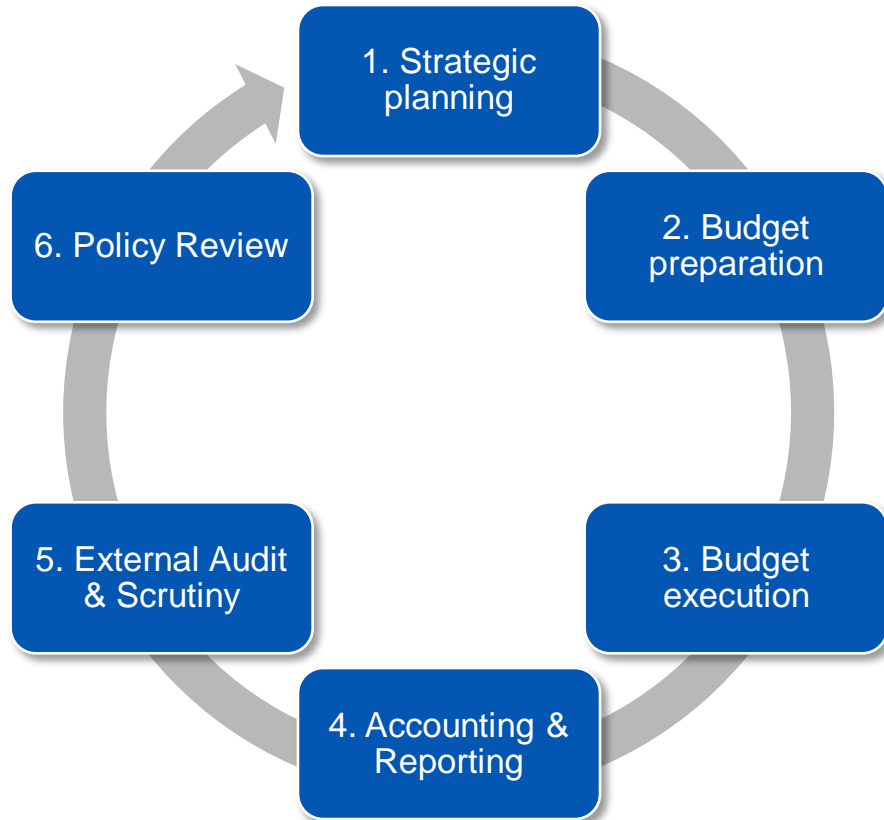 1. Strategic
planning
2. Budget
preparation
3. Budget
execution
4. Accounting &
Reporting
5. External Audit
& Scrutiny
6. Policy Review